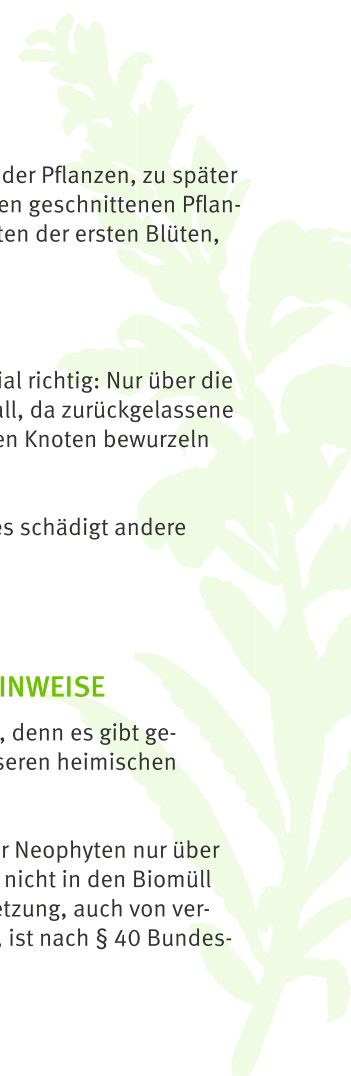 der Pflanzen, zu später
en geschnittenen Pflan-
ten der ersten Blüten,
ial richtig: Nur über die
all, da zurückgelassene
en Knoten bewurzeln
es schädigt andere
INWEISE
, denn es gibt ge-
seren heimischen
r Neophyten nur über
nicht in den Biomüll
etzung, auch von ver-
, ist nach § 40 Bundes-